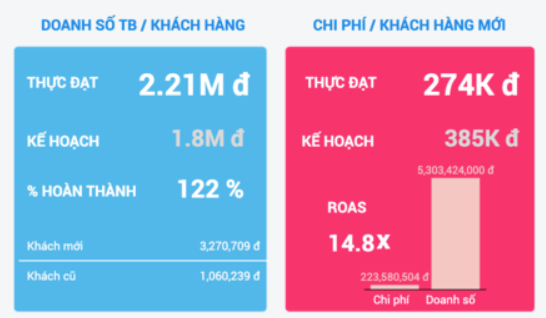 DOANH SỐ TB / KHÁCH HÀNG
THỰC ĐẠT 2.21M đ
KẾ HOẠCH 1.8M đ
% HOÀN THÀNH 122 %
Khách mới 3,270,709 đ
Khách cũ 1,060,239 đ
CHI PHÍ / KHÁCH HÀNG MỚI
THỰC ĐẠT 274K đ
KẾ HOẠCH 385K đ
5,303,424,000 đ
ROAS
14.8X
223,580,504 đ
Chi phí Doanh số